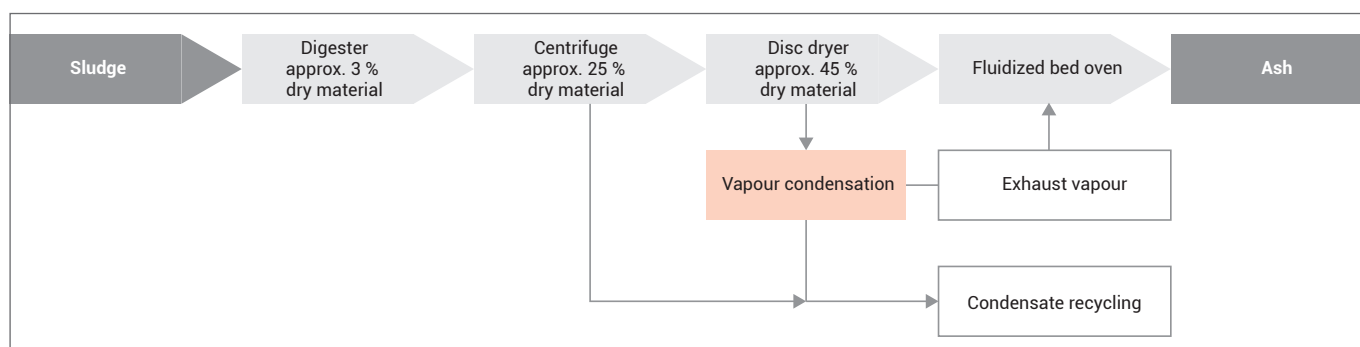 Sludge
Digester
approx. 3 %
dry material
Centrifuge
approx. 25 %
dry material
Disc dryer
approx. 45 %
dry material
Fluidized bed oven
Ash
Vapour condensation
Exhaust vapour
Condensate recycling